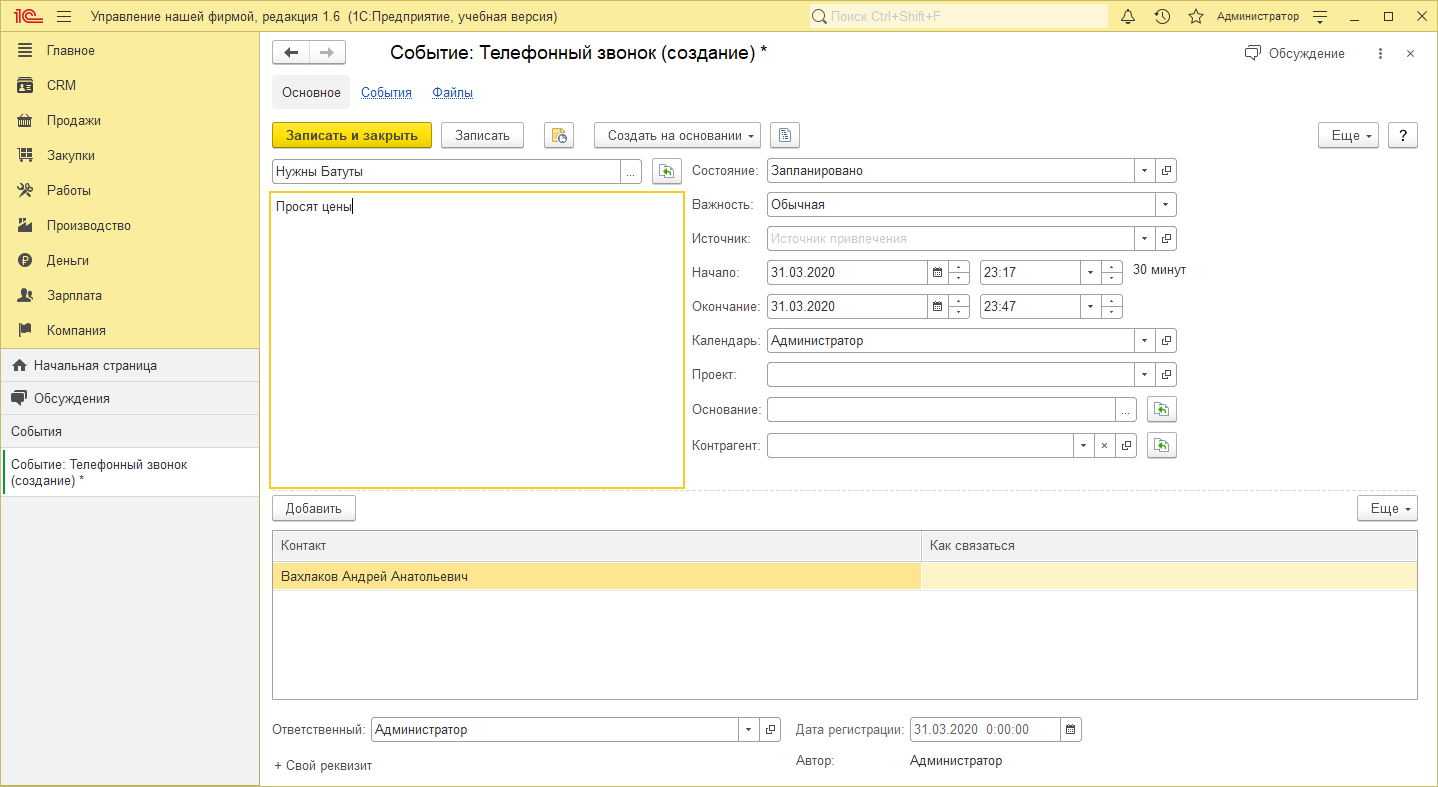 1С Управление нашей фирмой, редакция 1.6 (1С:Предприятие, учебная версия) Поиск Ctrl+Shift+F Администратор
Главное
CRM
Продажи
Закупки
Работы
Производство
Деньги
Зарплата
Компания
Начальная страница
Обсуждения
События
Событие: Телефонный звонок
(создание) *
Событие: Телефонный звонок (создание) * Обсуждение
Основное События Файлы
Записать и закрыть Записать Создать на основании Еще ?
Нужны Батуты ...
Просят цены
Состояние: Запланировано
Важность: Обычная
Источник: Источник привлечения
Начало: 31.03.2020 23:17 30 минут
Окончание: 31.03.2020 23:47
Календарь: Администратор
Проект:
Основание: ...
Контрагент:
Добавить Еще
Контакт Как связаться
Вахлаков Андрей Анатольевич
Ответственный: Администратор Дата регистрации: 31.03.2020 0:00:00
+ Свой реквизит Автор: Администратор